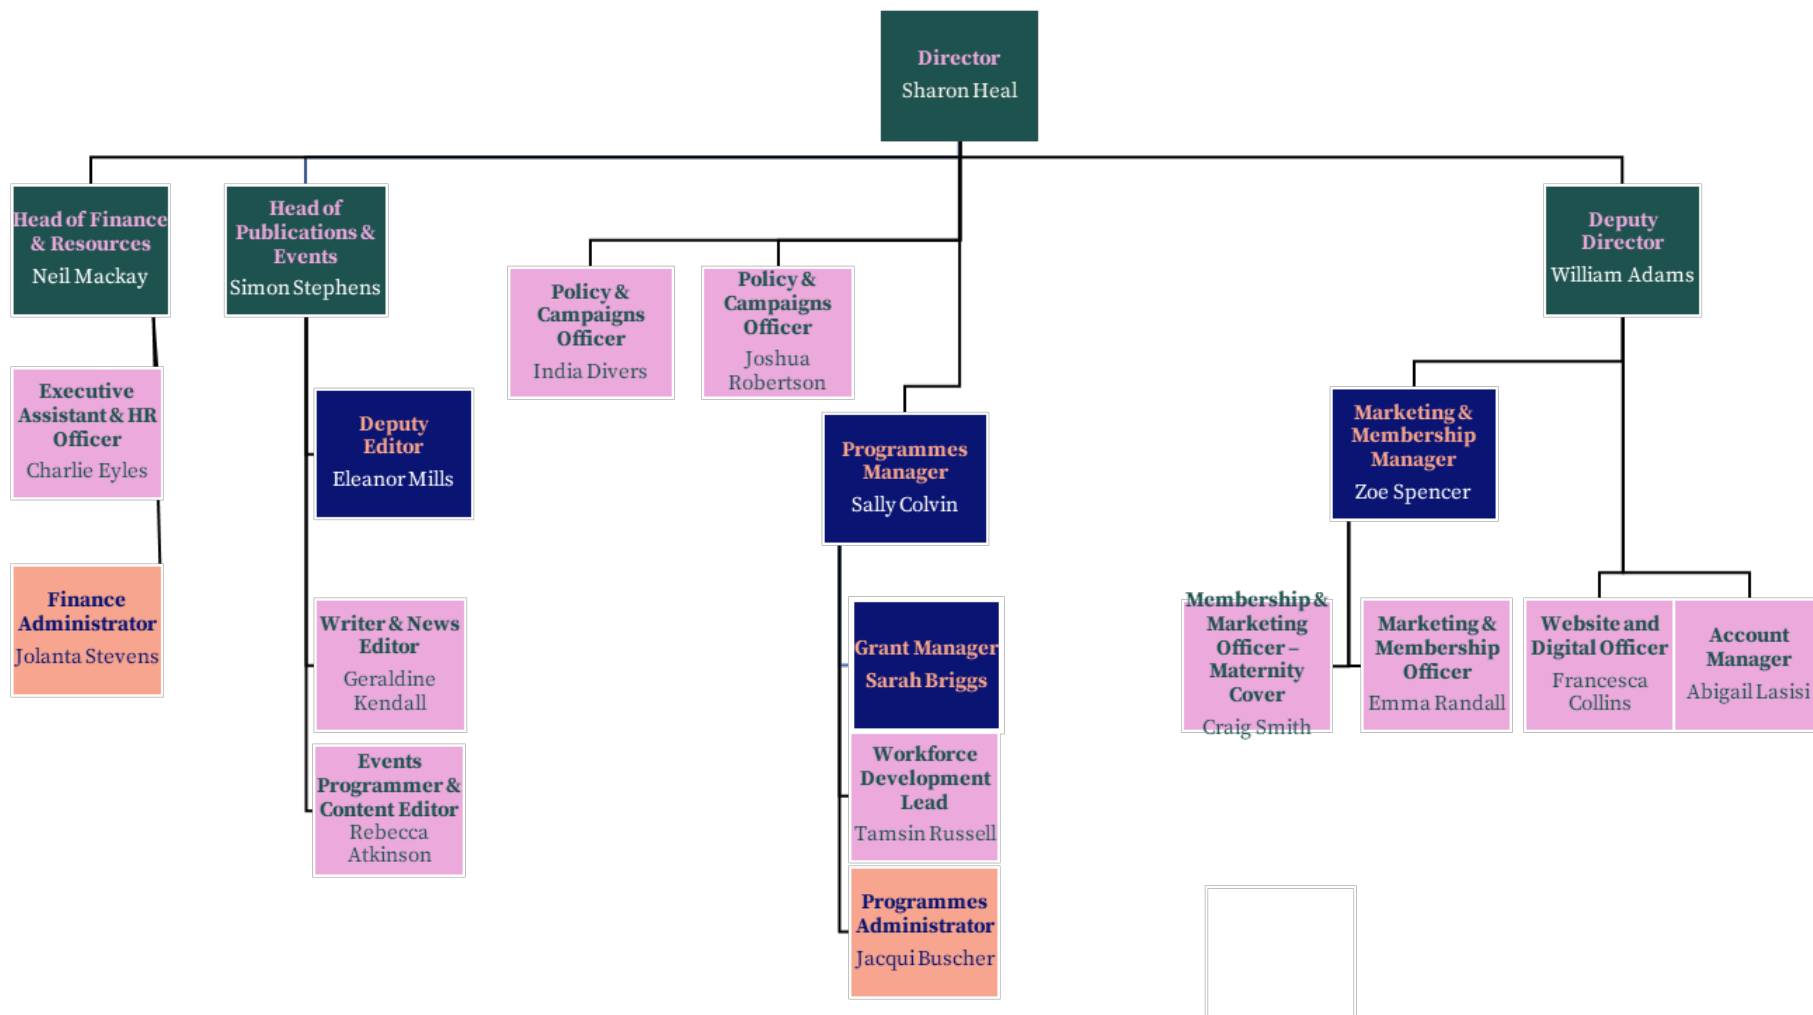 Director
Sharon Heal
Head of Finance
& Resources
Neil Mackay
Head of
Publications &
Events
Simon Stephens
Policy &
Campaigns
Officer
India Divers
Policy &
Campaigns
Officer
Joshua
Robertson
Deputy
Director
William Adams
Executive
Assistant & HR
Officer
Charlie Eyles
Deputy
Editor
Eleanor Mills
Programmes
Manager
Sally Colvin
Marketing &
Membership
Manager
Zoe Spencer
Finance
Administrator
Jolanta Stevens
Writer & News
Editor
Geraldine
Kendall
Grant Manager
Sarah Briggs
Membership &
Marketing
Officer –
Maternity
Cover
Craig Smith
Marketing &
Membership
Officer
Emma Randall
Website and
Digital Officer
Francesca
Collins
Account
Manager
Abigail Lasisi
Events
Programmer &
Content Editor
Rebecca
Atkinson
Workforce
Development
Lead
Tamsin Russell
Programmes
Administrator
Jacqui Buscher